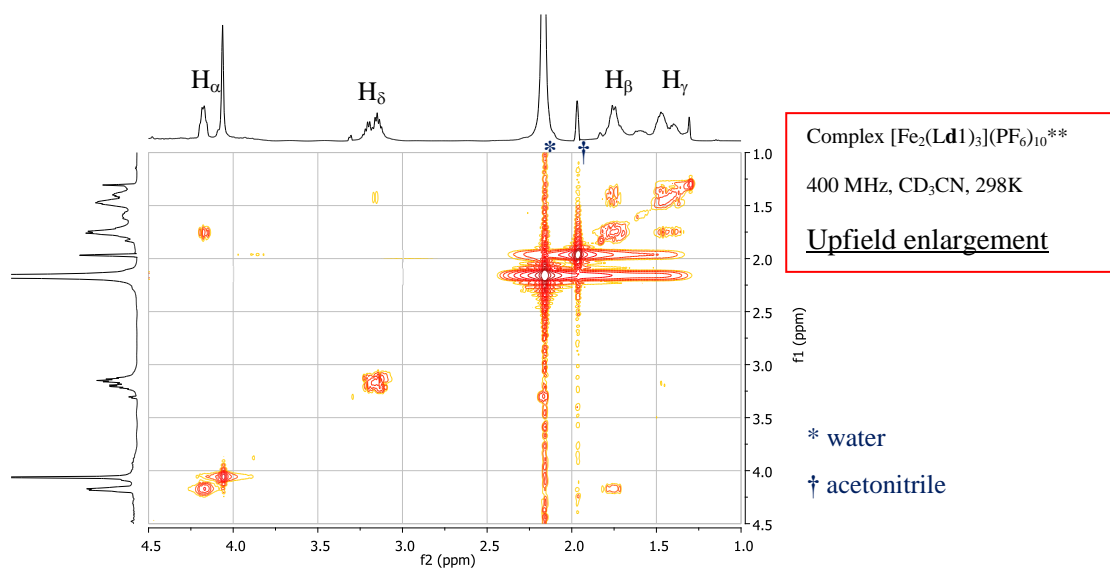 Hα
Hδ
Hβ
Hγ
* †
1.0
1.5
2.0
2.5
3.0
3.5
4.0
4.5
f1 (ppm)
4.5 4.0 3.5 3.0 2.5 2.0 1.5 1.0
f2 (ppm)
Complex [Fe₂(Ld1)₃](PF₆)₁₀**
400 MHz, CD₃CN, 298K
Upfield enlargement
* water
† acetonitrile